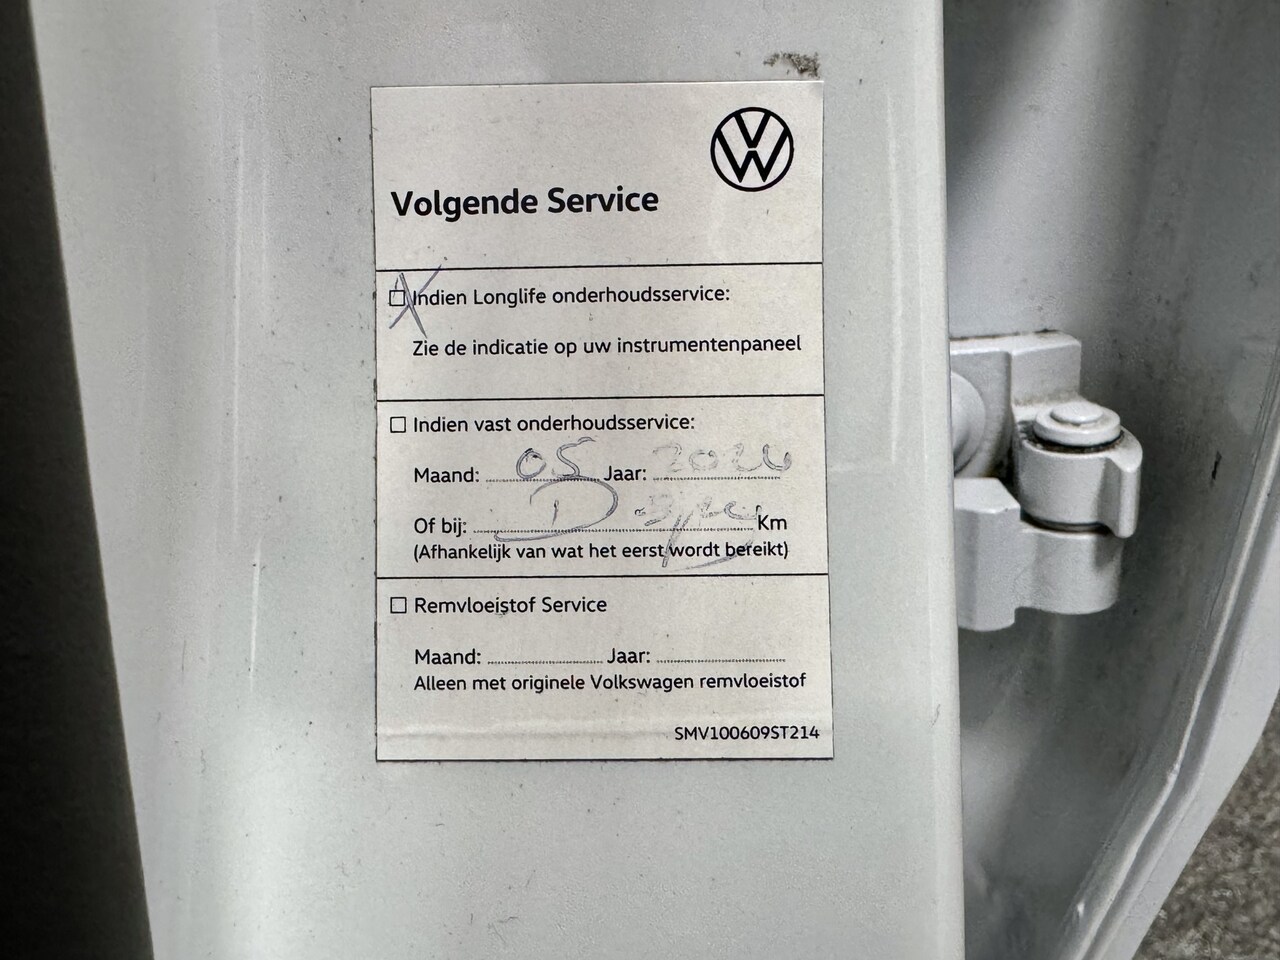 Volgende Service
Indien Longlife onderhoudsservice:
Zie de indicatie op uw instrumentenpaneel
Indien vast onderhoudsservice:
Maand: 05 Jaar:
Of bij: Km
(Afhankelijk van wat het eerst wordt bereikt)
Remvloeistof Service
Maand: Jaar:
Alleen met originele Volkswagen remvloeistof
SMV100609ST214